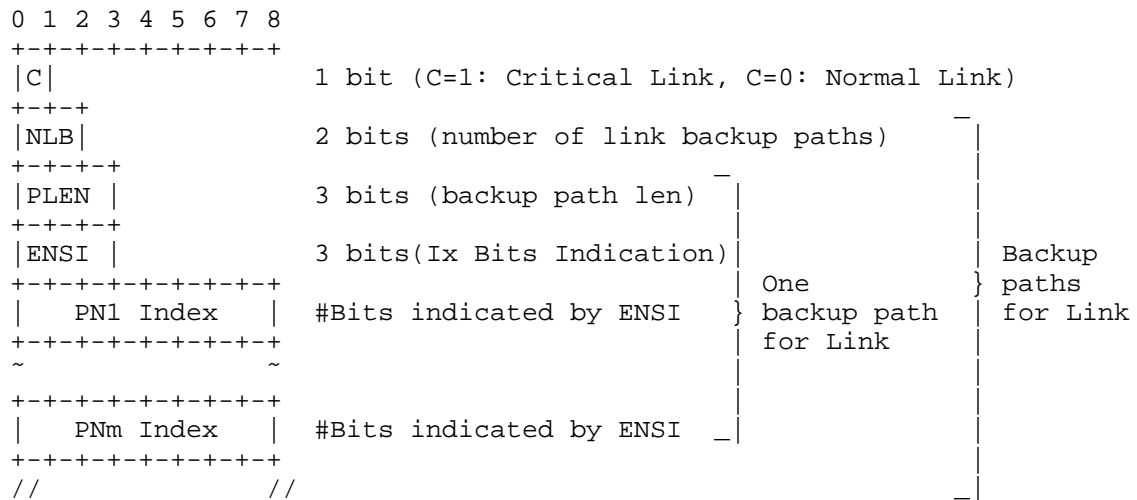 0 1 2 3 4 5 6 7 8
+-+-+-+-+-+-+-+-+
|C|                1 bit (C=1: Critical Link, C=0: Normal Link)
+-+-+                                                      _
|NLB|              2 bits (number of link backup paths)     |
+-+-+-+                                     _               |
|PLEN |            3 bits (backup path len)  |              |
+-+-+-+                                      |              |
|ENSI |            3 bits(Ix Bits Indication)|              | Backup
+-+-+-+-+-+-+-+-+                            | One          } paths
|   PN1 Index   |  #Bits indicated by ENSI   } backup path  | for Link
+-+-+-+-+-+-+-+-+                            | for Link     |
~               ~                            |              |
+-+-+-+-+-+-+-+-+                            |              |
|   PNm Index   |  #Bits indicated by ENSI  _|              |
+-+-+-+-+-+-+-+-+                                           |
//              //                                         _|